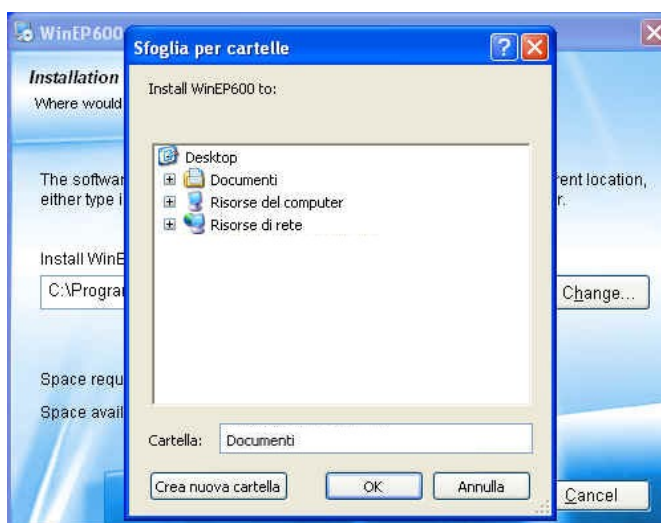 WinEP600
Sfoglia per cartelle
Installation
Where would
Install WinEP600 to:
Desktop
Documenti
Risorse del computer
Risorse di rete
The softwar
rent location,
either type i
r.
Install WinE
C:\Program
Change...
Space requ
Space avail
Cartella:
Documenti
Crea nuova cartella
OK
Annulla
Cancel